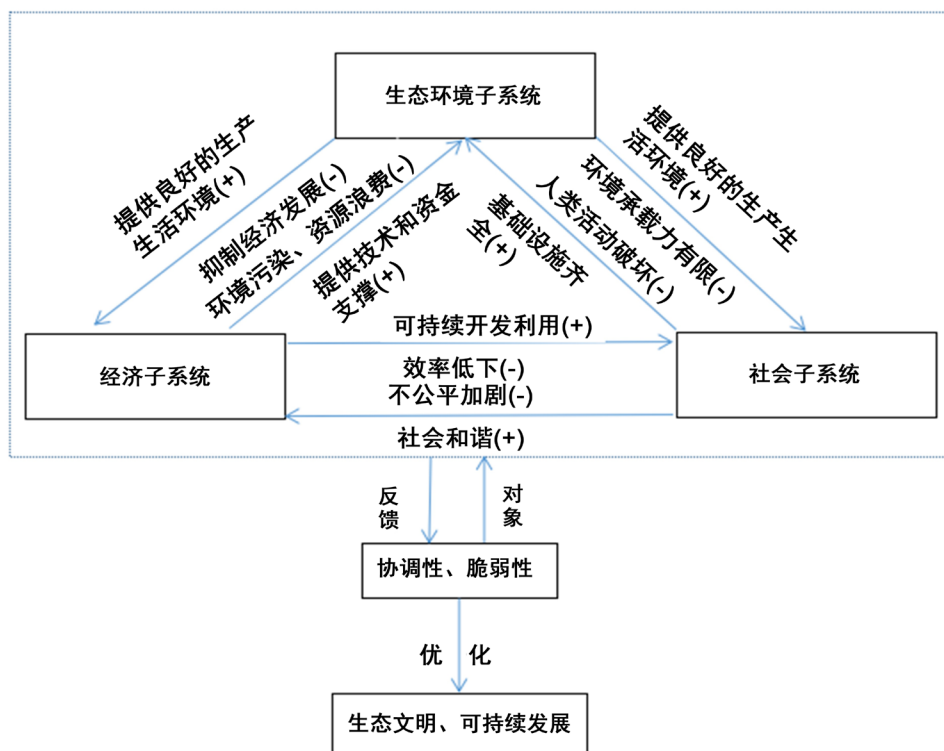 生态环境子系统
提供良好的生产
生活环境(+)
抑制经济发展(-)
环境污染、资源浪费(-)
提供技术和资金
支撑(+)
基础设施齐
全(+)
人类活动破坏(-)
环境承载力有限(-)
提供良好的生产生
活环境(+)
经济子系统
可持续开发利用(+)
效率低下(-)
不公平加剧(-)
社会和谐(+)
社会子系统
反馈
对象
协调性、脆弱性
优 化
生态文明、可持续发展